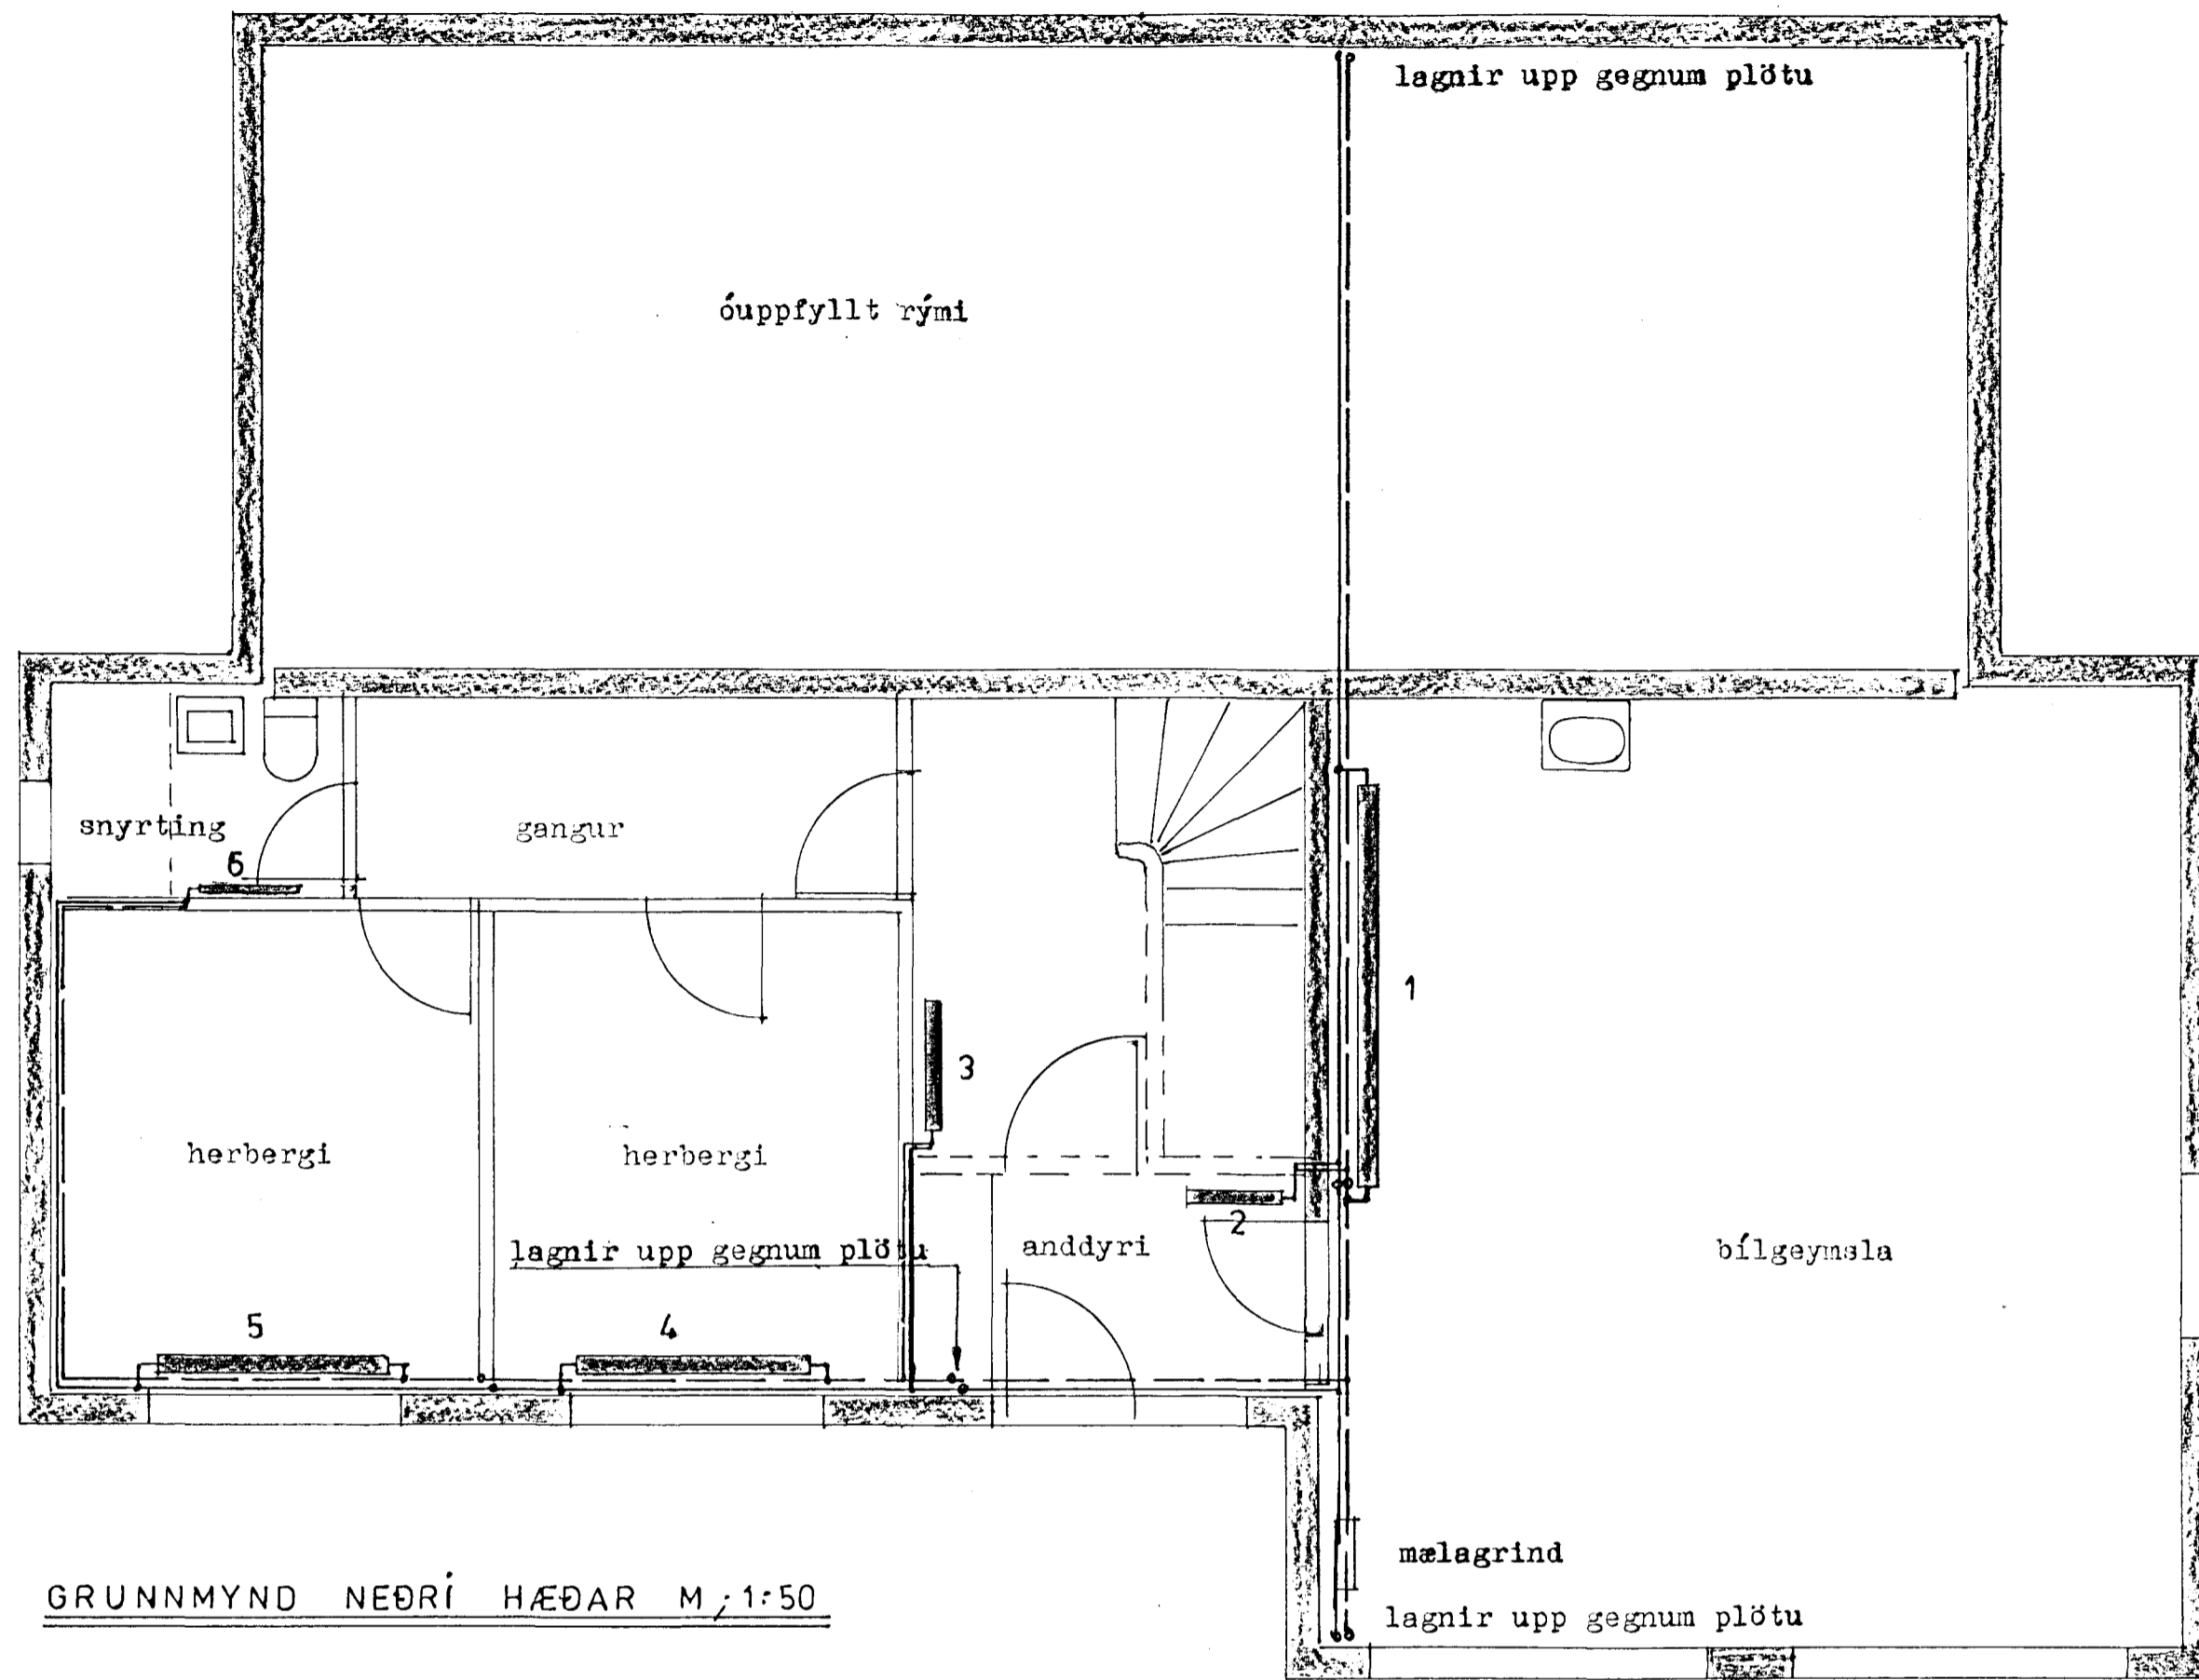 lagnir upp gegnum plötu
óuppfyllt rými
snyrting
gangur
6
1
3
herbergi
herbergi
2
lagnir upp gegnum plötu
anddyri
bílgeymsla
5
4
mælagrind
GRUNNMYND NEÐRÍ HÆÐAR M; 1:50
lagnir upp gegnum plötu